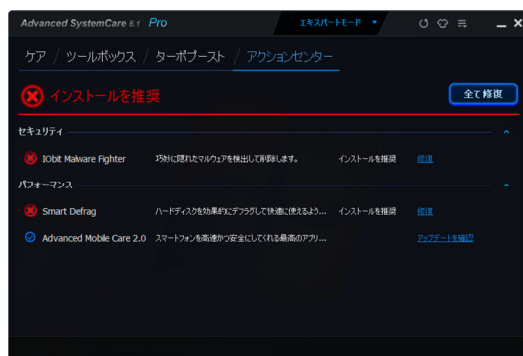 Advanced SystemCare 6.1 Pro エキスパートモード
ケア / ツールボックス / ターボブースト / アクションセンター
インストールを推奨 全て修復
セキュリティ
IObit Malware Fighter 巧妙に隠れたマルウェアを検出して削除します。 インストールを推奨 修復
パフォーマンス
Smart Defrag ハードディスクを効果的にデフラグして快適に使えるよう... インストールを推奨 修復
Advanced Mobile Care 2.0 スマートフォンを高速かつ安全にしてくれる最高のアプリ... アップデートを確認